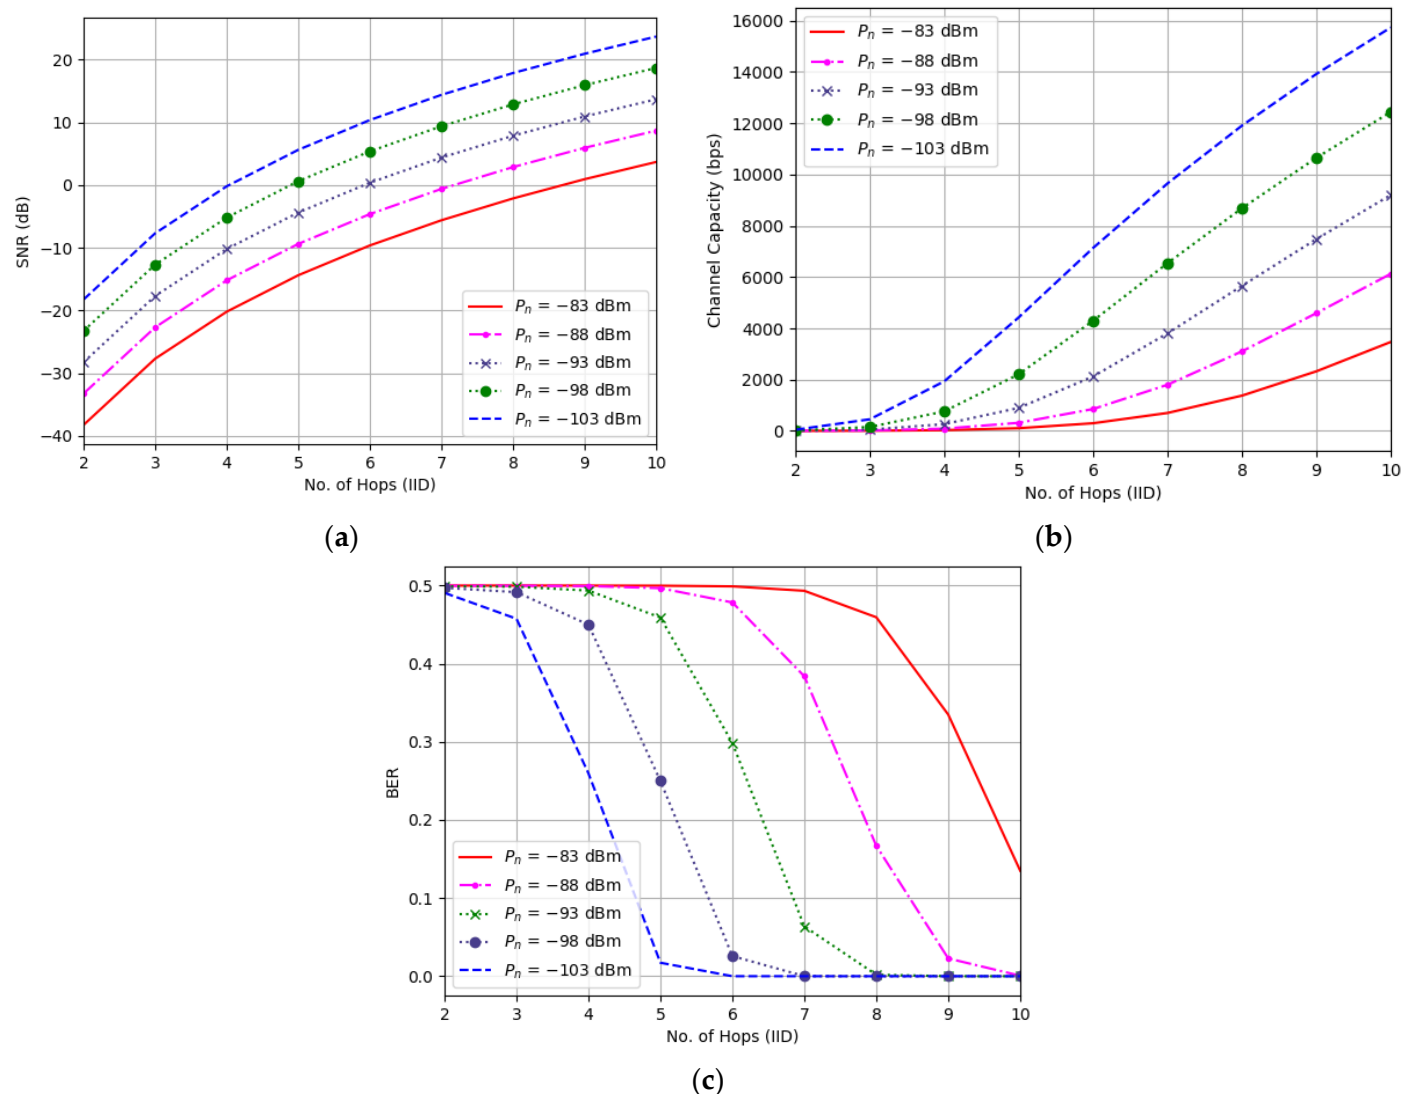 SNR (dB)
20
10
0
−10
−20
−30
−40
2 3 4 5 6 7 8 9 10
No. of Hops (IID)
Pn = −83 dBm
Pn = −88 dBm
Pn = −93 dBm
Pn = −98 dBm
Pn = −103 dBm
(a)
Channel Capacity (bps)
16000
14000
12000
10000
8000
6000
4000
2000
0
2 3 4 5 6 7 8 9 10
No. of Hops (IID)
Pn = −83 dBm
Pn = −88 dBm
Pn = −93 dBm
Pn = −98 dBm
Pn = −103 dBm
(b)
BER
0.5
0.4
0.3
0.2
0.1
0.0
2 3 4 5 6 7 8 9 10
No. of Hops (IID)
Pn = −83 dBm
Pn = −88 dBm
Pn = −93 dBm
Pn = −98 dBm
Pn = −103 dBm
(c)